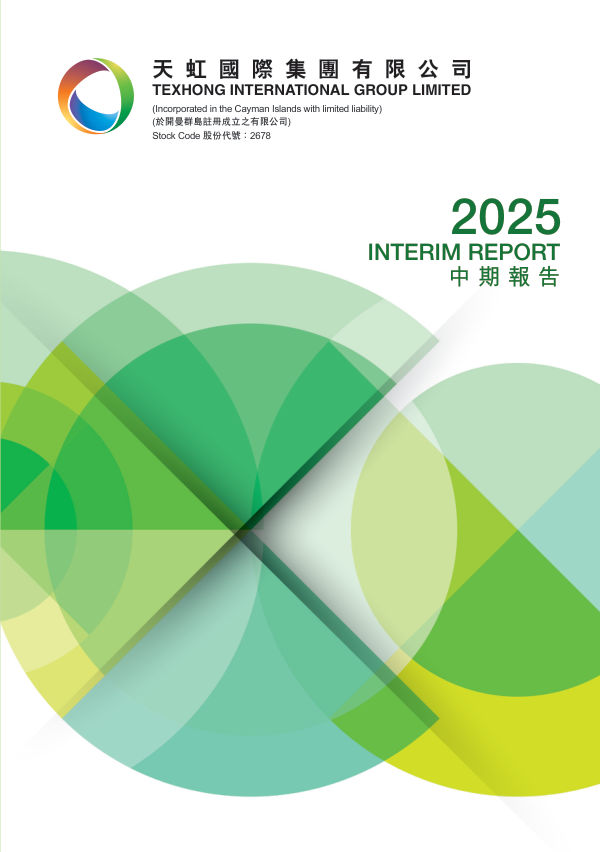 天虹國際集團有限公司
TEXHONG INTERNATIONAL GROUP LIMITED
(Incorporated in the Cayman Islands with limited liability)
(於開曼群島註冊成立之有限公司)
Stock Code 股份代號：2678
2025
INTERIM REPORT
中期報告